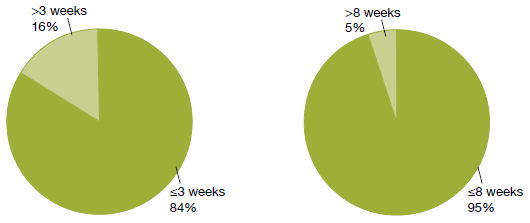 >3 weeks
16%
≤3 weeks
84%
>8 weeks
5%
≤8 weeks
95%